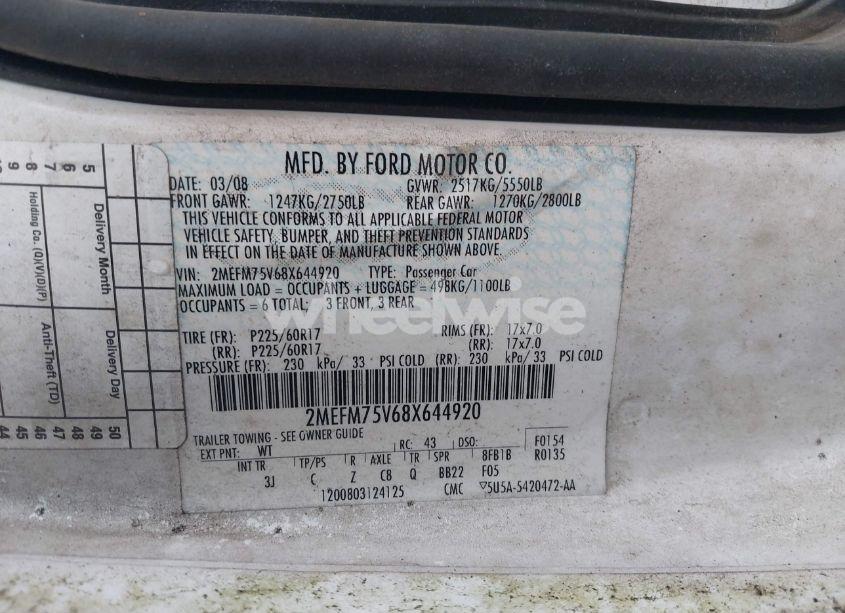 MFD. BY FORD MOTOR CO.
DATE: 03/08 GVWR: 2517KG/5550LB
FRONT GAWR: 1247KG/2750LB REAR GAWR: 1270KG/2800LB
THIS VEHICLE CONFORMS TO ALL APPLICABLE FEDERAL MOTOR
VEHICLE SAFETY, BUMPER, AND THEFT PREVENTION STANDARDS
IN EFFECT ON THE DATE OF MANUFACTURE SHOWN ABOVE.
VIN: 2MEFM75V68X644920 TYPE: Passenger Car
MAXIMUM LOAD = OCCUPANTS + LUGGAGE = 498KG/1100LB
OCCUPANTS = 6 TOTAL; 3 FRONT, 3 REAR
wheelwise
TIRE (FR): P225/60R17 RIMS (FR): 17x7.0
(RR): P225/60R17 (RR): 17x7.0
PRESSURE (FR): 230 kPa/ 33 PSI COLD (RR): 230 kPa/ 33 PSI COLD
2MEFM75V68X644920
TRAILER TOWING - SEE OWNER GUIDE
EXT PNT: WT RC: 43 DSO: F0154
INT TR TP/PS R AXLE TR SPR 8FB1B R0135
3J C Z C8 Q BB22 F05
1200803124125 CMC ▽5U5A-5420472-AA
5 6 7 8 9
Delivery Month
Holding Co. (Q)(V)(D)(P)
Anti-Theft (TD)
Delivery Day
50 49 48 47 46 45 44